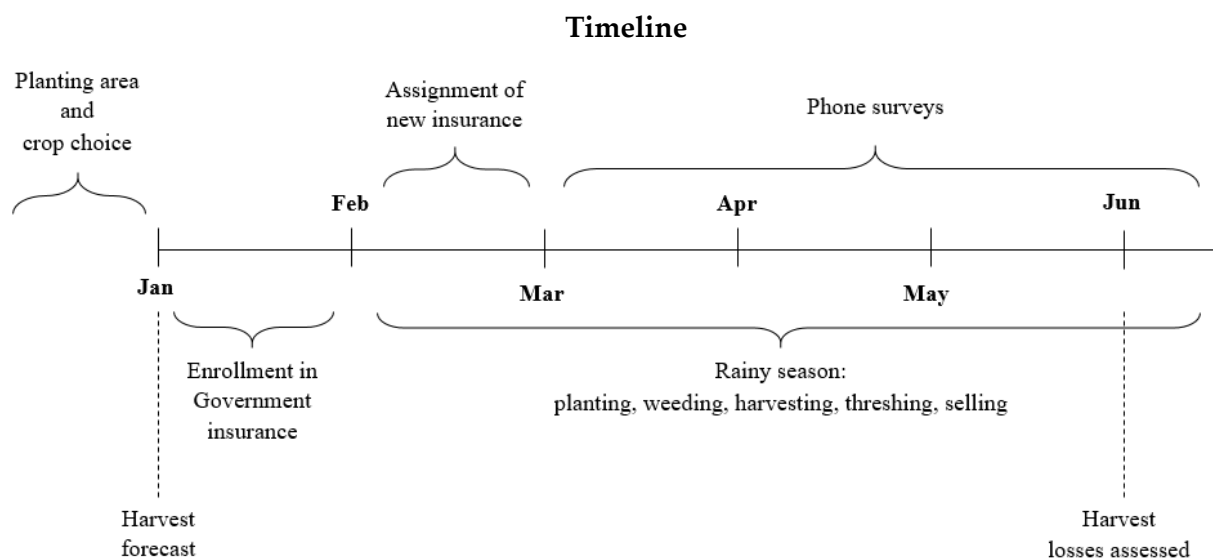 Timeline
Planting area
and
crop choice
Assignment of
new insurance
Phone surveys
Feb
Apr
Jun
Jan
Mar
May
Enrollment in
Government
insurance
Rainy season:
planting, weeding, harvesting, threshing, selling
Harvest
forecast
Harvest
losses assessed